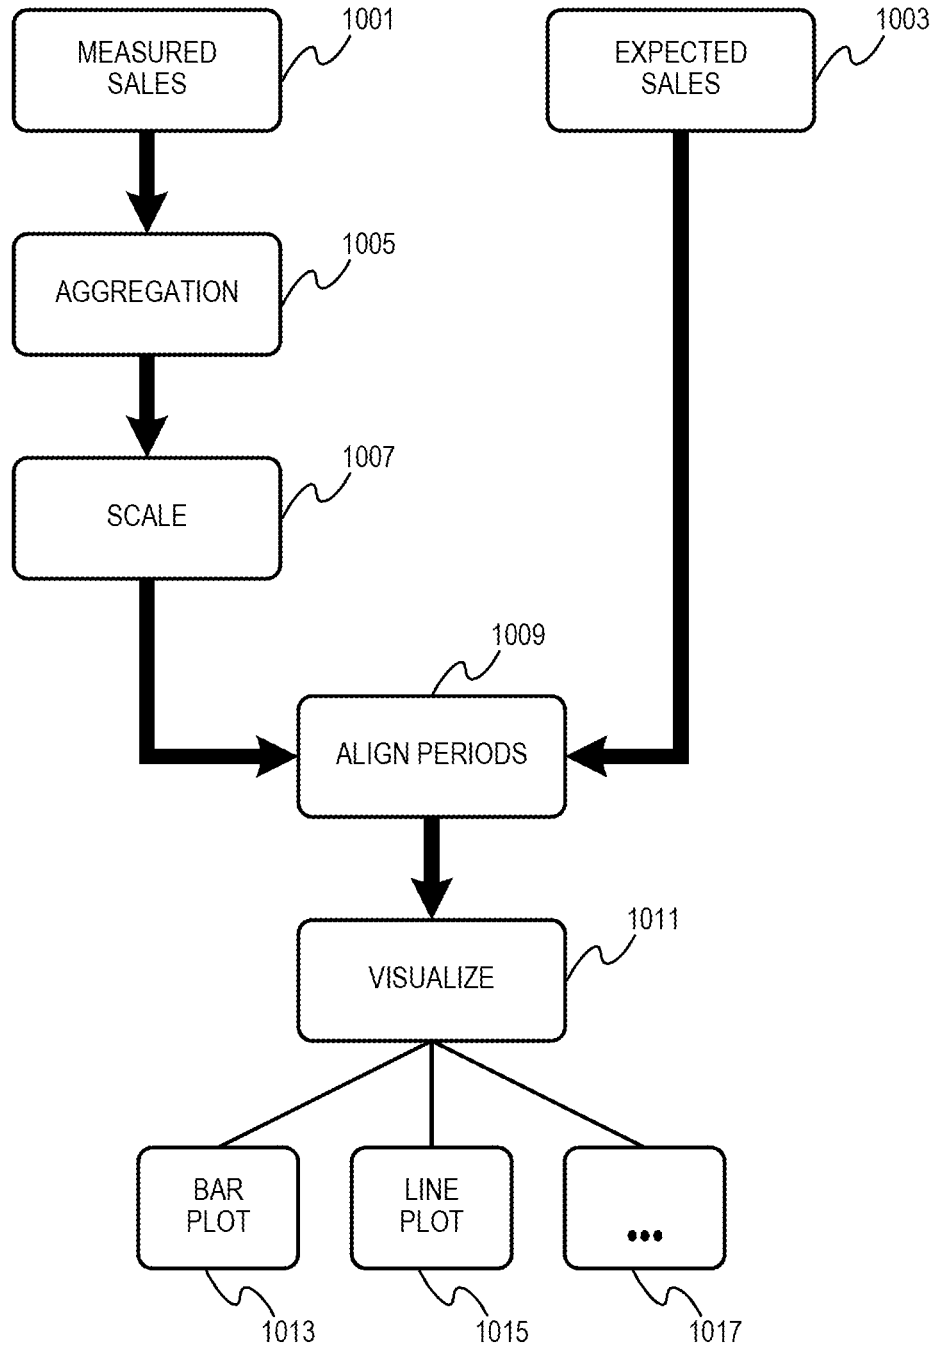 1001
MEASURED
SALES
1003
EXPECTED
SALES
1005
AGGREGATION
1007
SCALE
1009
ALIGN PERIODS
1011
VISUALIZE
BAR
PLOT
LINE
PLOT
...
1013
1015
1017